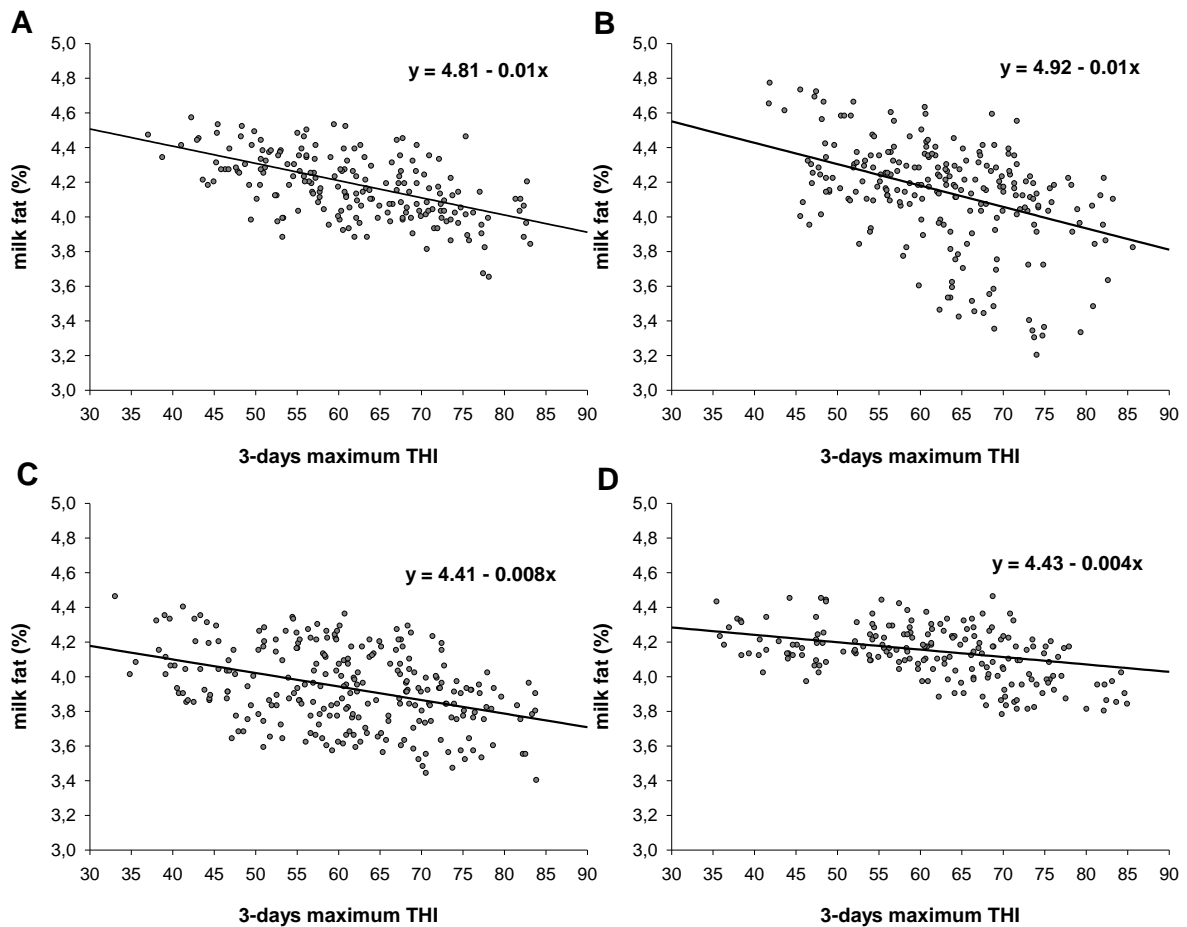 A
y = 4.81 - 0.01x
milk fat (%)
5,0
4,8
4,6
4,4
4,2
4,0
3,8
3,6
3,4
3,2
3,0
30 35 40 45 50 55 60 65 70 75 80 85 90
3-days maximum THI
B
y = 4.92 - 0.01x
milk fat (%)
5,0
4,8
4,6
4,4
4,2
4,0
3,8
3,6
3,4
3,2
3,0
30 35 40 45 50 55 60 65 70 75 80 85 90
3-days maximum THI
C
y = 4.41 - 0.008x
milk fat (%)
5,0
4,8
4,6
4,4
4,2
4,0
3,8
3,6
3,4
3,2
3,0
30 35 40 45 50 55 60 65 70 75 80 85 90
3-days maximum THI
D
y = 4.43 - 0.004x
milk fat (%)
5,0
4,8
4,6
4,4
4,2
4,0
3,8
3,6
3,4
3,2
3,0
30 35 40 45 50 55 60 65 70 75 80 85 90
3-days maximum THI